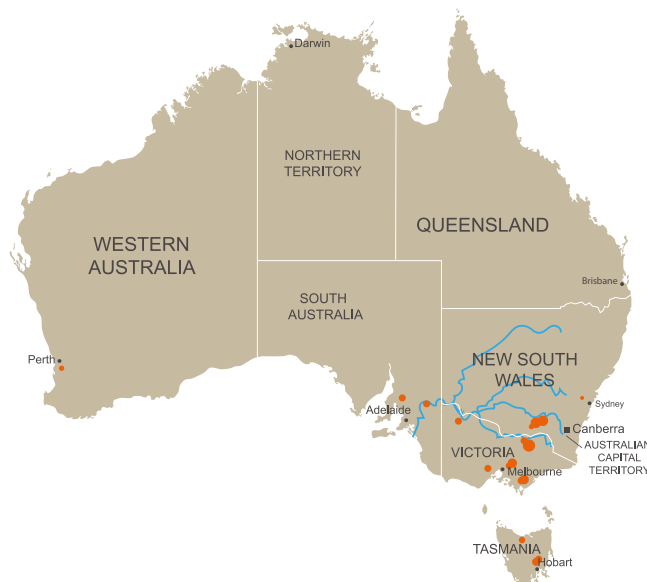 Darwin
NORTHERN
TERRITORY
QUEENSLAND
WESTERN
AUSTRALIA
Brisbane
SOUTH
AUSTRALIA
Perth
NEW SOUTH
WALES
Sydney
Adelaide
Canberra
AUSTRALIAN
CAPITAL
TERRITORY
VICTORIA
Melbourne
TASMANIA
Hobart